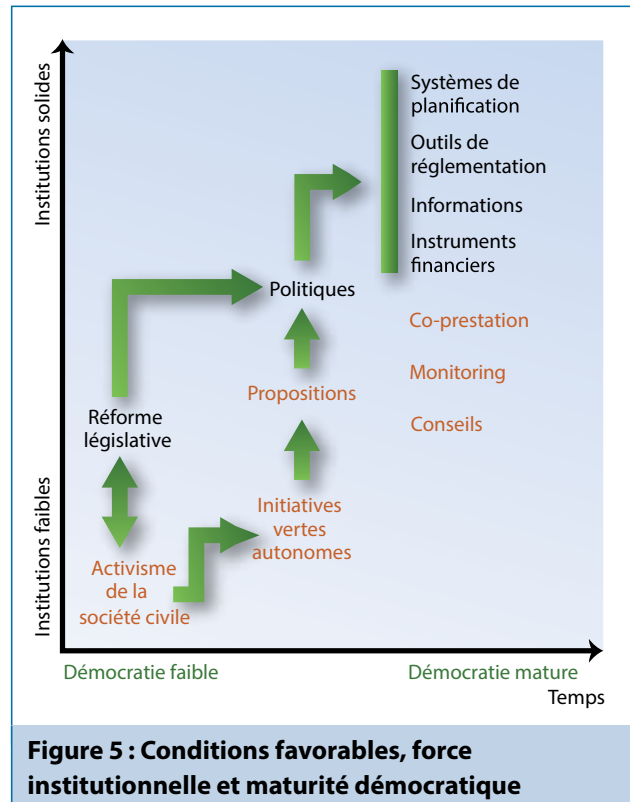 Institutions solides
Institutions faibles
Systèmes de
planification
Outils de
réglementation
Informations
Instruments
financiers
Politiques
Co-prestation
Monitoring
Conseils
Propositions
Réforme
législative
Initiatives
vertes
autonomes
Activisme
de la
société civile
Démocratie faible
Démocratie mature
Temps
Figure 5 : Conditions favorables, force
institutionnelle et maturité démocratique